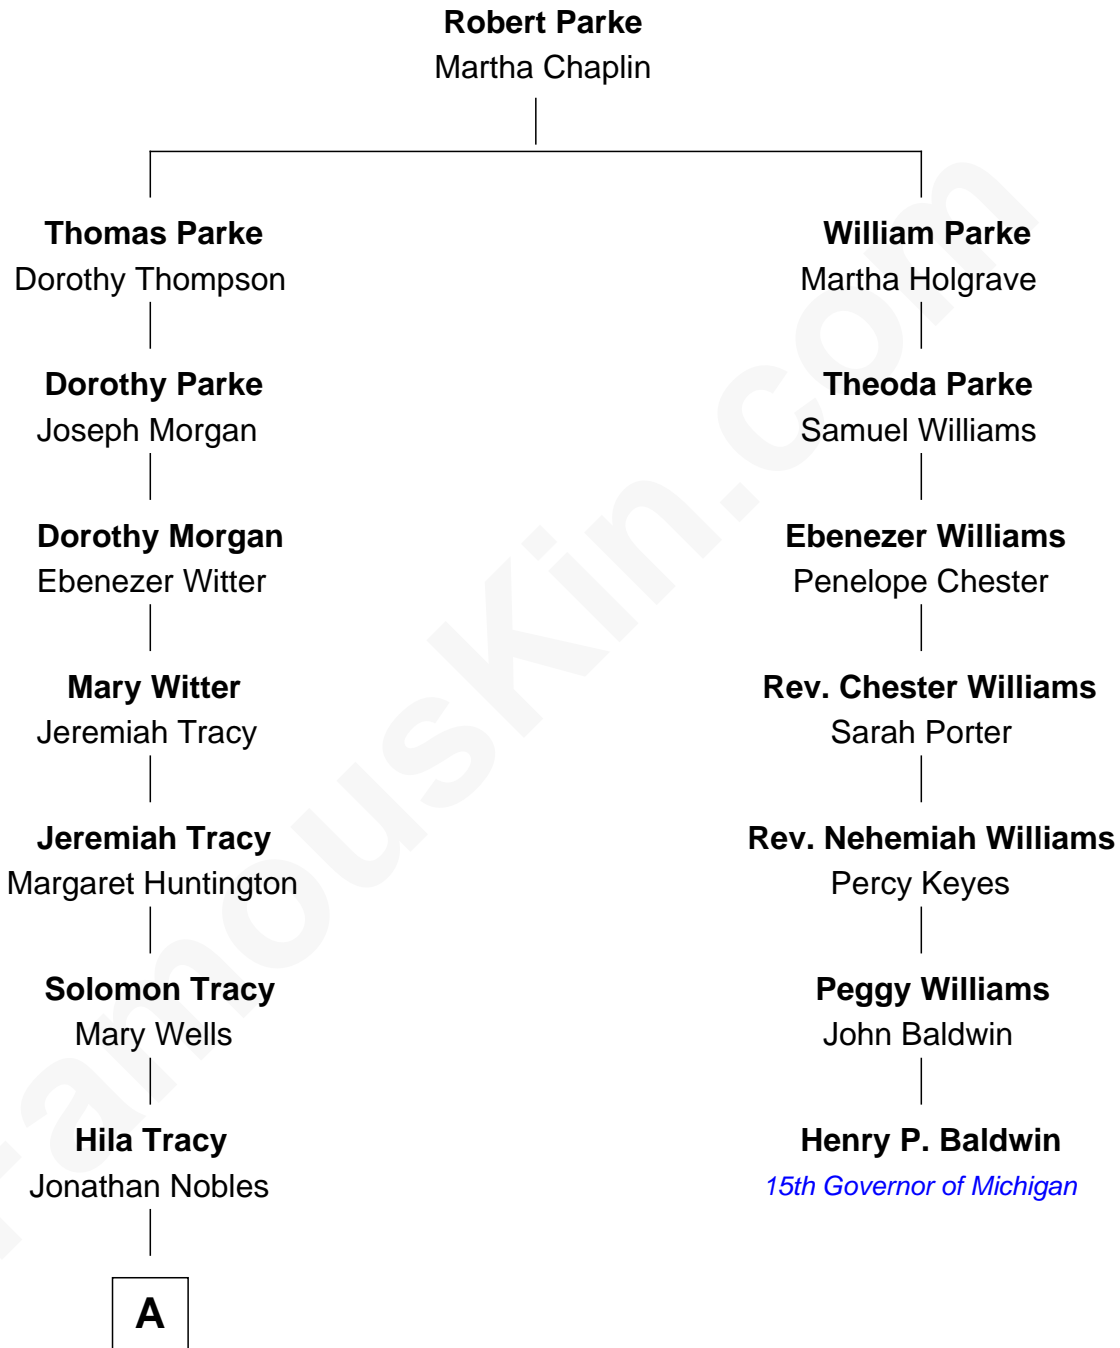 Robert Parke
Martha Chaplin
Thomas Parke
Dorothy Thompson
William Parke
Martha Holgrave
Dorothy Parke
Joseph Morgan
Theoda Parke
Samuel Williams
Dorothy Morgan
Ebenezer Witter
Ebenezer Williams
Penelope Chester
Mary Witter
Jeremiah Tracy
Rev. Chester Williams
Sarah Porter
Jeremiah Tracy
Margaret Huntington
Rev. Nehemiah Williams
Percy Keyes
Solomon Tracy
Mary Wells
Peggy Williams
John Baldwin
Hila Tracy
Jonathan Nobles
Henry P. Baldwin
15th Governor of Michigan
A
FamousKin.com